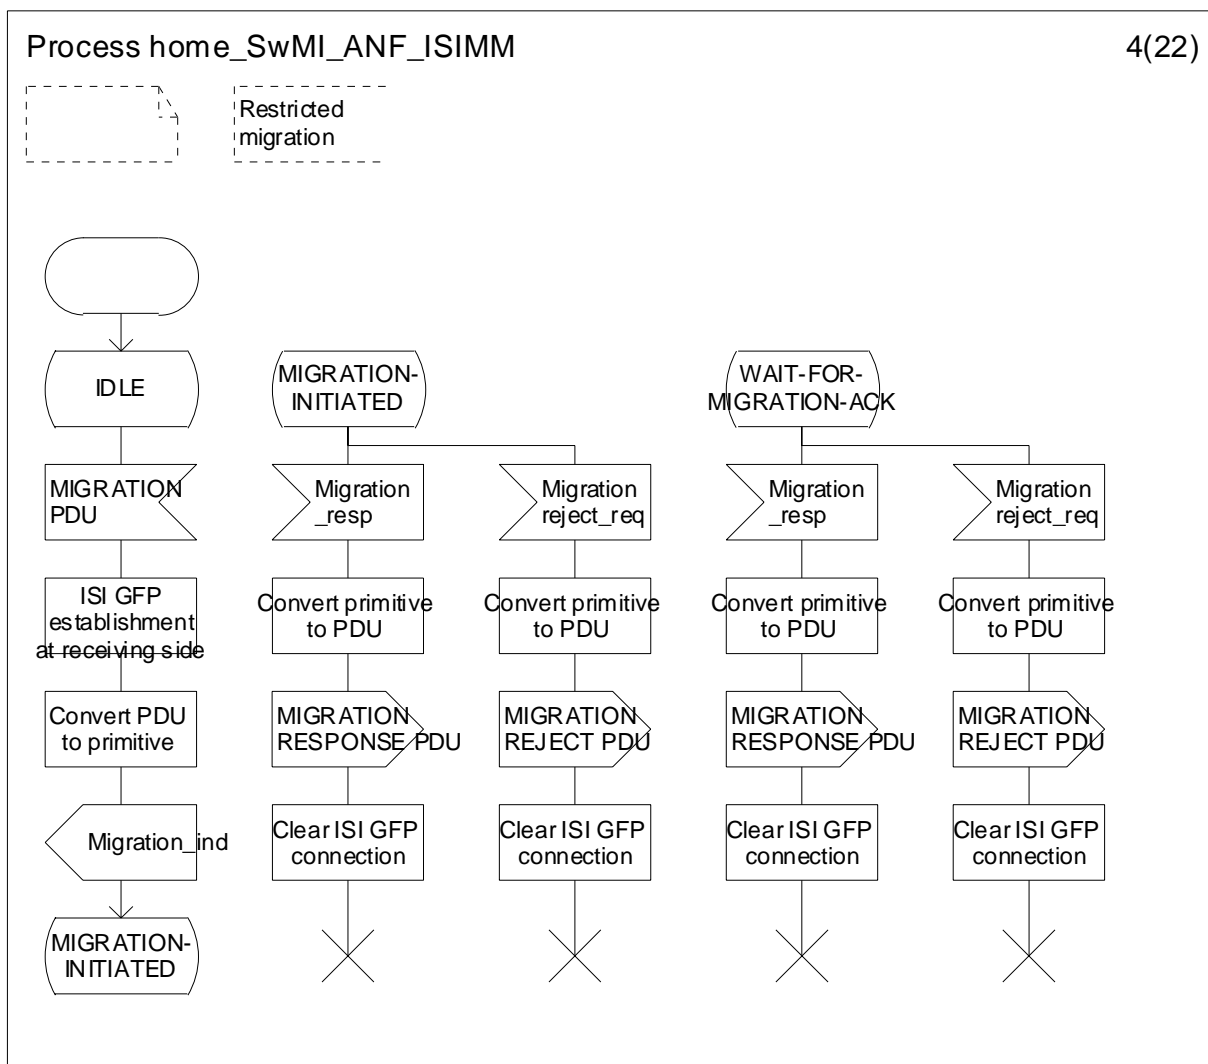 Process home_SwMI_ANF_ISIMM
4(22)
Restricted
migration
IDLE
MIGRATION
PDU
ISI GFP
establishment
at receiving side
Convert PDU
to primitive
Migration_ind
MIGRATION-
INITIATED
MIGRATION-
INITIATED
Migration
_resp
Convert primitive
to PDU
MIGRATION
RESPONSE PDU
Clear ISI GFP
connection
Migration
reject_req
Convert primitive
to PDU
MIGRATION
REJECT PDU
Clear ISI GFP
connection
WAIT-FOR-
MIGRATION-ACK
Migration
_resp
Convert primitive
to PDU
MIGRATION
RESPONSE PDU
Clear ISI GFP
connection
Migration
reject_req
Convert primitive
to PDU
MIGRATION
REJECT PDU
Clear ISI GFP
connection